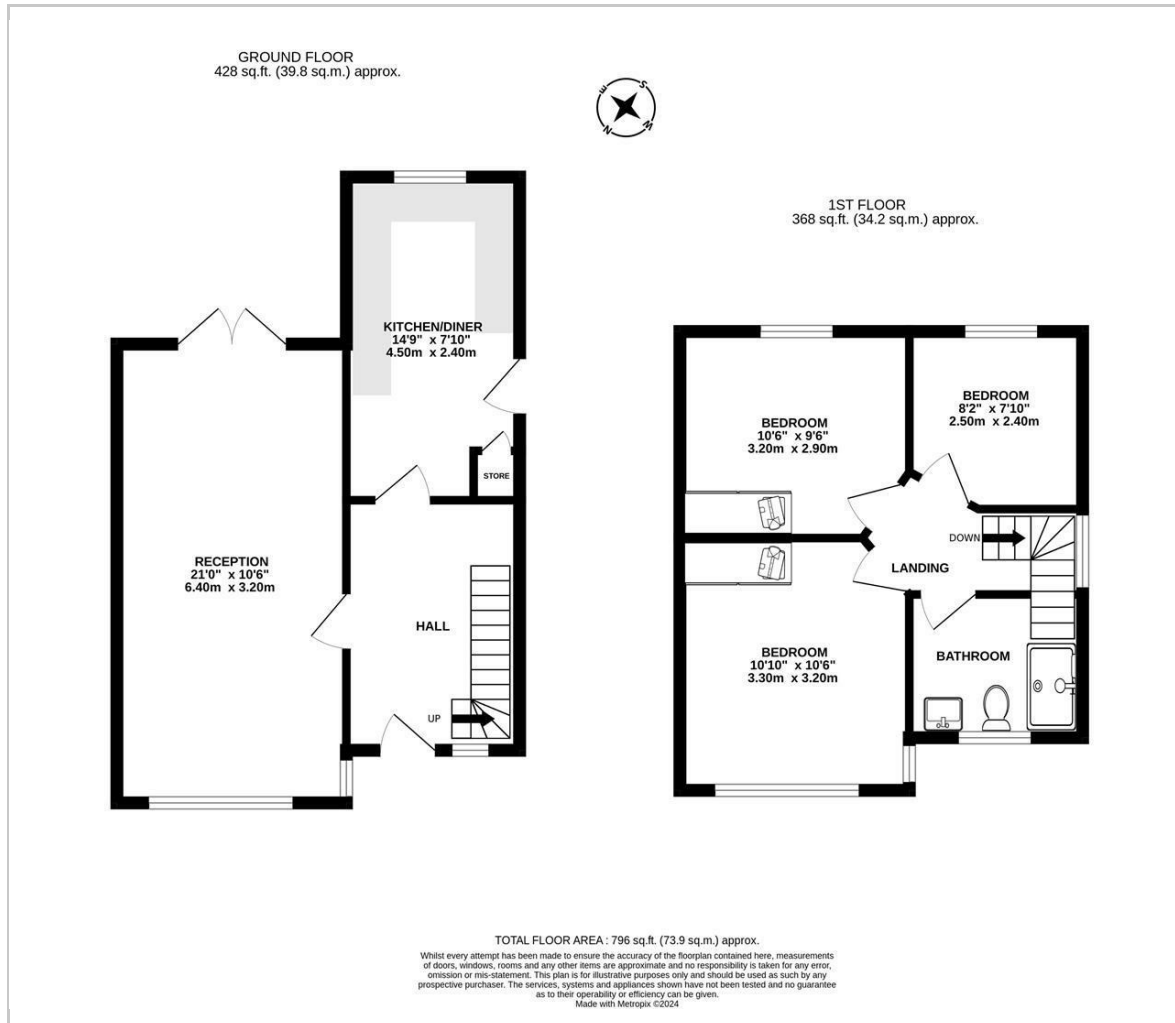 GROUND FLOOR
428 sq.ft. (39.8 sq.m.) approx.
S
E
W
N
1ST FLOOR
368 sq.ft. (34.2 sq.m.) approx.
KITCHEN/DINER
14'9" x 7'10"
4.50m x 2.40m
STORE
RECEPTION
21'0" x 10'6"
6.40m x 3.20m
HALL
UP
BEDROOM
10'6" x 9'6"
3.20m x 2.90m
BEDROOM
8'2" x 7'10"
2.50m x 2.40m
DOWN
LANDING
BEDROOM
10'10" x 10'6"
3.30m x 3.20m
BATHROOM
TOTAL FLOOR AREA : 796 sq.ft. (73.9 sq.m.) approx.
Whilst every attempt has been made to ensure the accuracy of the floorplan contained here, measurements
of doors, windows, rooms and any other items are approximate and no responsibility is taken for any error,
omission or mis-statement. This plan is for illustrative purposes only and should be used as such by any
prospective purchaser. The services, systems and appliances shown have not been tested and no guarantee
as to their operability or efficiency can be given.
Made with Metropix ©2024